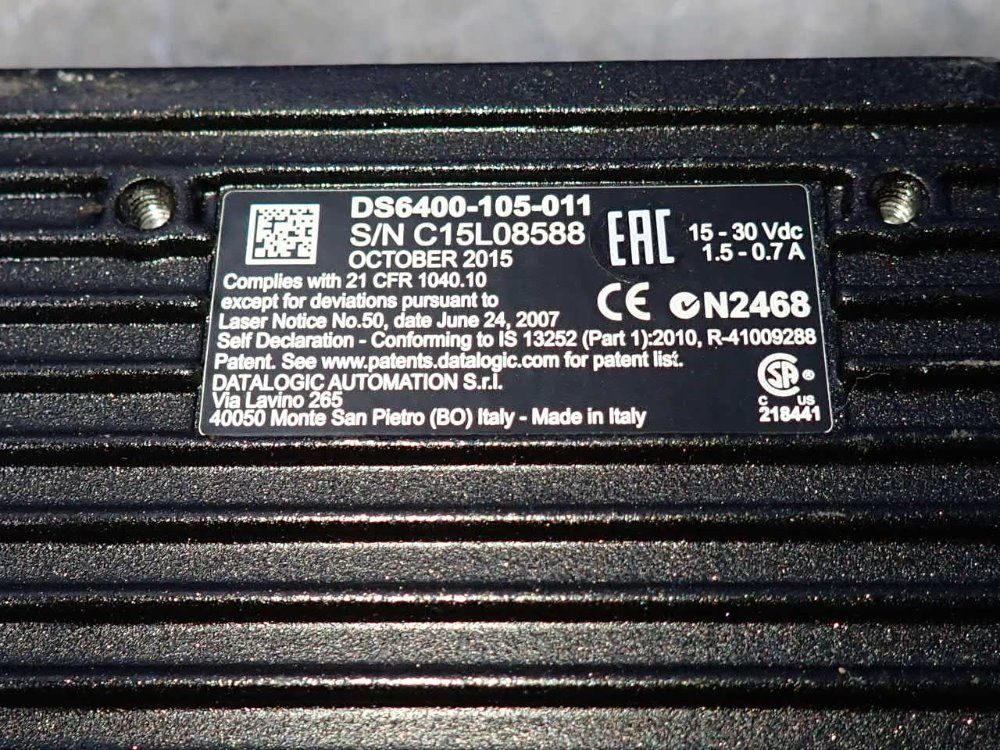 DS6400-105-011
S/N C15L08588
OCTOBER 2015
EAC
15 - 30 Vdc
1.5 - 0.7 A
Complies with 21 CFR 1040.10
except for deviations pursuant to
Laser Notice No.50, date June 24, 2007
CE
N2468
Self Declaration - Conforming to IS 13252 (Part 1):2010, R-41009288
Patent. See www.patents.datalogic.com for patent list.
DATALOGIC AUTOMATION S.r.l.
Via Lavino 265
40050 Monte San Pietro (BO) Italy - Made in Italy
SA ®
C US
218441